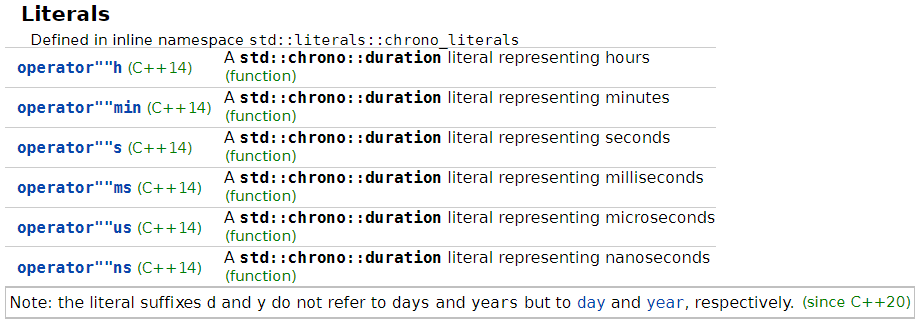 Literals
Defined in inline namespace std::literals::chrono_literals
operator""h (C++14) A std::chrono::duration literal representing hours
(function)
operator""min (C++14) A std::chrono::duration literal representing minutes
(function)
operator""s (C++14) A std::chrono::duration literal representing seconds
(function)
operator""ms (C++14) A std::chrono::duration literal representing milliseconds
(function)
operator""us (C++14) A std::chrono::duration literal representing microseconds
(function)
operator""ns (C++14) A std::chrono::duration literal representing nanoseconds
(function)
Note: the literal suffixes d and y do not refer to days and years but to day and year, respectively. (since C++20)